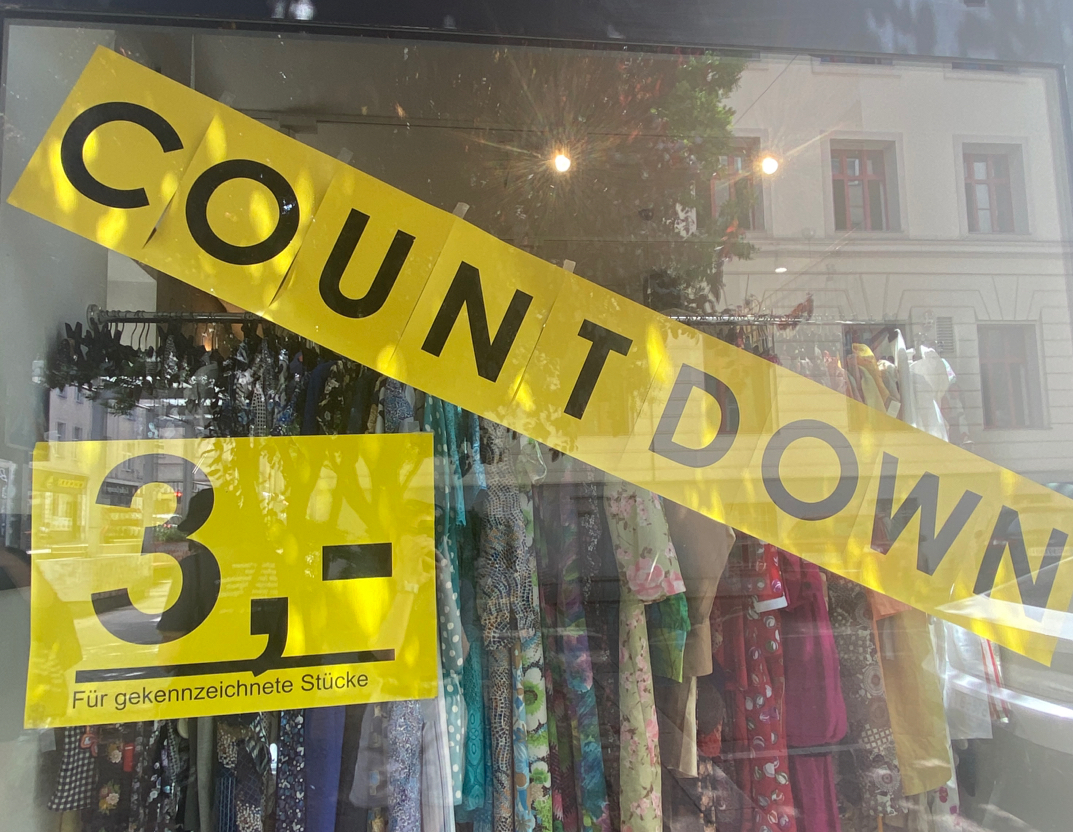 COUNTDOWN
3,-
Für gekennzeichnete Stücke